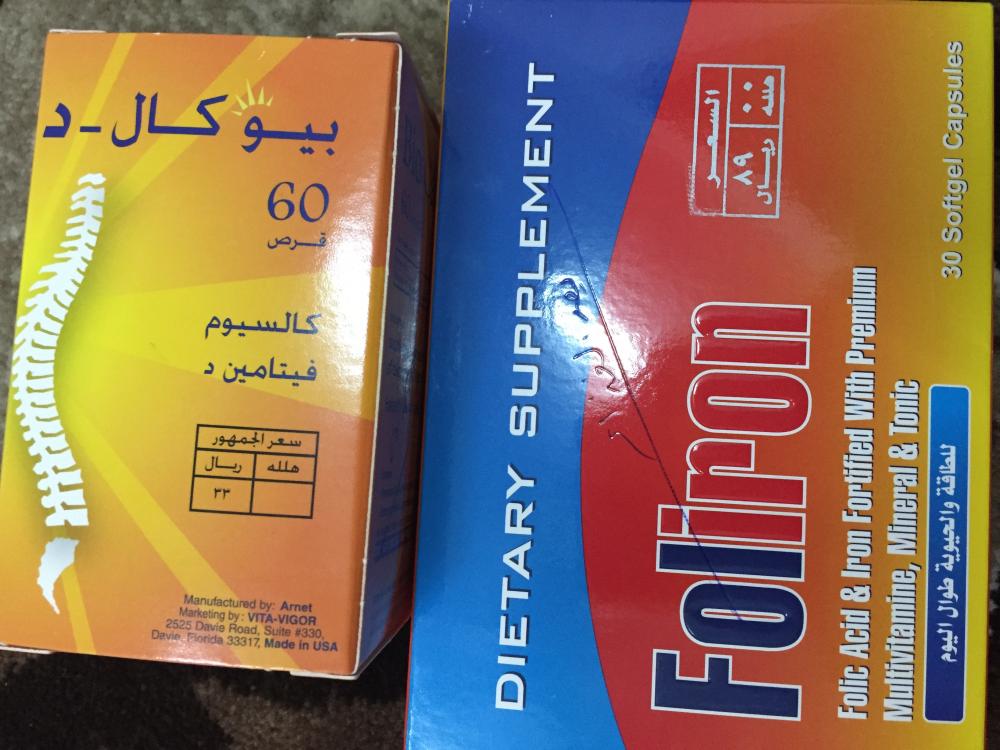 بيو كال - د
60
قرص
كالسيوم
فيتامين د
سعر الجمهور
هلله ريال
٣٣
Manufactured by: Arnet
Marketing by: VITA-VIGOR
2525 Davie Road, Suite #330,
Davie, Florida 33317, Made in USA
DIETARY SUPPLEMENT
Foliron
Folic Acid & Iron Fortified With Premium
Multivitamine, Mineral & Tonic
للطاقة والحيوية طوال اليوم
السعر
هلله ريال
٠٠ ٨٩
30 Softgel Capsules